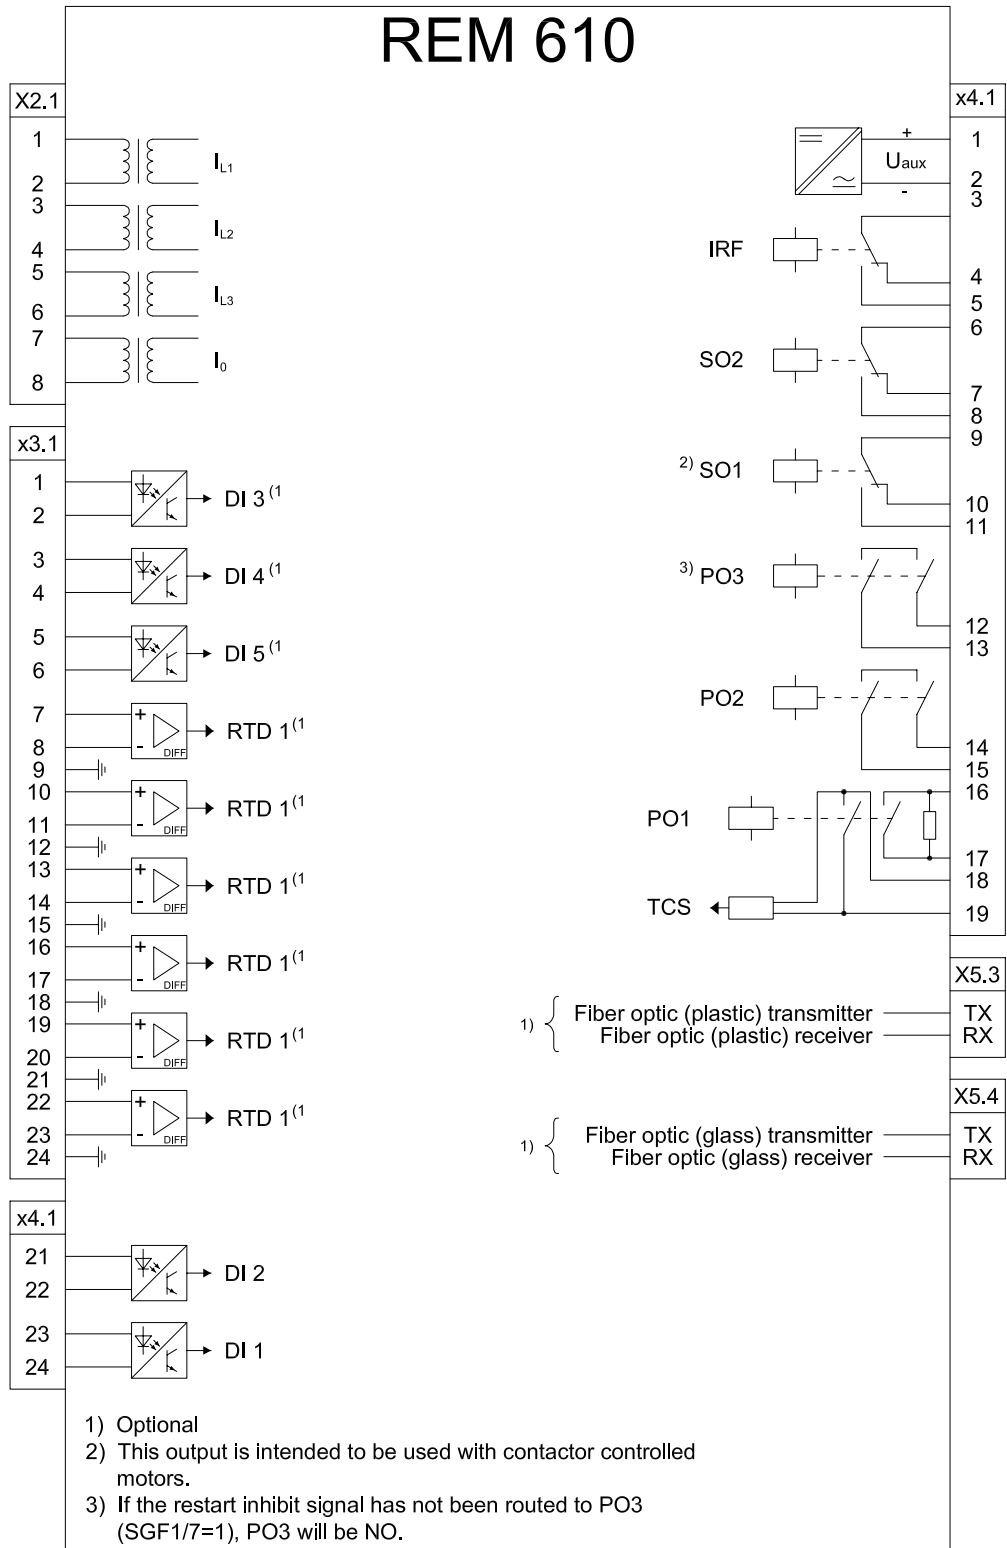 REM 610
X2.1
1
2
3
4
5
6
7
8
IL1
IL2
IL3
I0
x3.1
1
2
3
4
5
6
7
8
9
10
11
12
13
14
15
16
17
18
19
20
21
22
23
24
DI 3 (1
DI 4 (1
DI 5 (1
+
-
DIFF
RTD 1 (1
+
-
DIFF
RTD 1 (1
+
-
DIFF
RTD 1 (1
+
-
DIFF
RTD 1 (1
+
-
DIFF
RTD 1 (1
+
-
DIFF
RTD 1 (1
x4.1
21
22
23
24
DI 2
DI 1
x4.1
+
Uaux
-
1
2
3
IRF
4
5
6
SO2
7
8
9
2) SO1
10
11
3) PO3
12
13
PO2
14
15
16
PO1
17
18
TCS
19
X5.3
1)
Fiber optic (plastic) transmitter TX
Fiber optic (plastic) receiver RX
X5.4
1)
Fiber optic (glass) transmitter TX
Fiber optic (glass) receiver RX
1) Optional
2) This output is intended to be used with contactor controlled
motors.
3) If the restart inhibit signal has not been routed to PO3
(SGF1/7=1), PO3 will be NO.